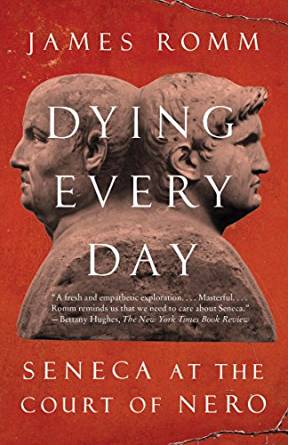 JAMES ROMM
DYING
EVERY
DAY
"A fresh and empathetic exploration. . . . Masterful. . . .
Romm reminds us that we need to care about Seneca."
—Bettany Hughes, The New York Times Book Review
SENECA AT THE
COURT OF NERO